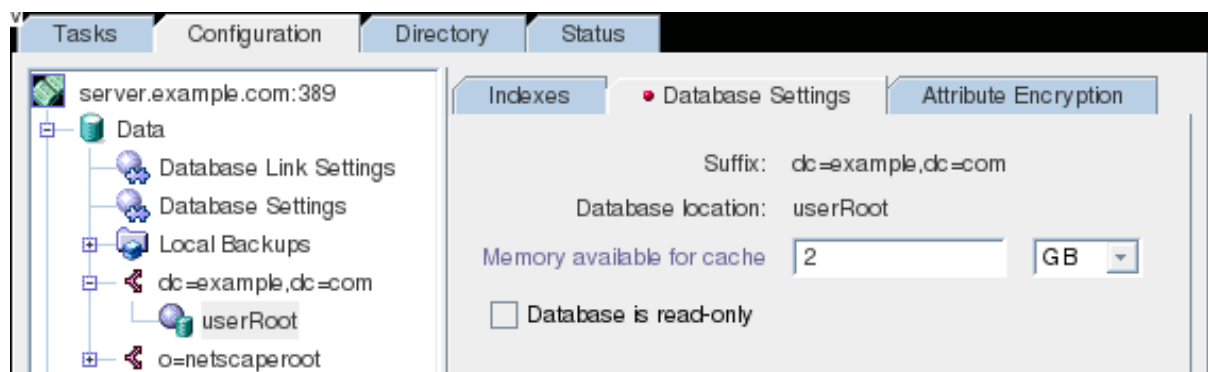 Tasks Configuration Directory Status
server.example.com:389
Data
Database Link Settings
Database Settings
Local Backups
dc=example,dc=com
userRoot
o=netscaperoot
Indexes Database Settings Attribute Encryption
Suffix: dc=example,dc=com
Database location: userRoot
Memory available for cache 2 GB
Database is read-only